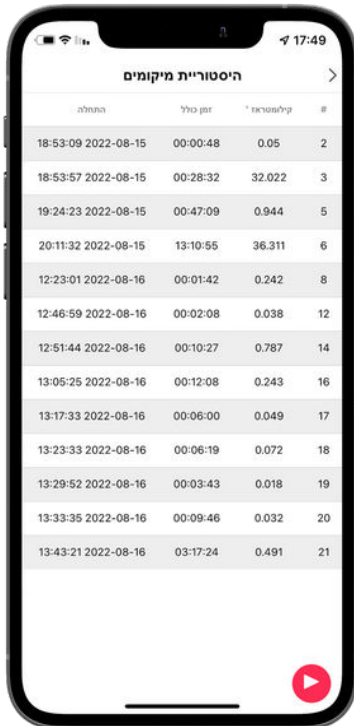 17:49
היסטוריית מיקומים
# קילומטראז' זמן כולל התחלה
2 0.05 00:00:48 18:53:09 2022-08-15
3 32.022 00:28:32 18:53:57 2022-08-15
5 0.944 00:47:09 19:24:23 2022-08-15
6 36.311 13:10:55 20:11:32 2022-08-15
8 0.242 00:01:42 12:23:01 2022-08-16
12 0.038 00:02:08 12:46:59 2022-08-16
14 0.787 00:10:27 12:51:44 2022-08-16
16 0.243 00:12:08 13:05:25 2022-08-16
17 0.049 00:06:00 13:17:33 2022-08-16
18 0.072 00:06:19 13:23:33 2022-08-16
19 0.018 00:03:43 13:29:52 2022-08-16
20 0.032 00:09:46 13:33:35 2022-08-16
21 0.491 03:17:24 13:43:21 2022-08-16